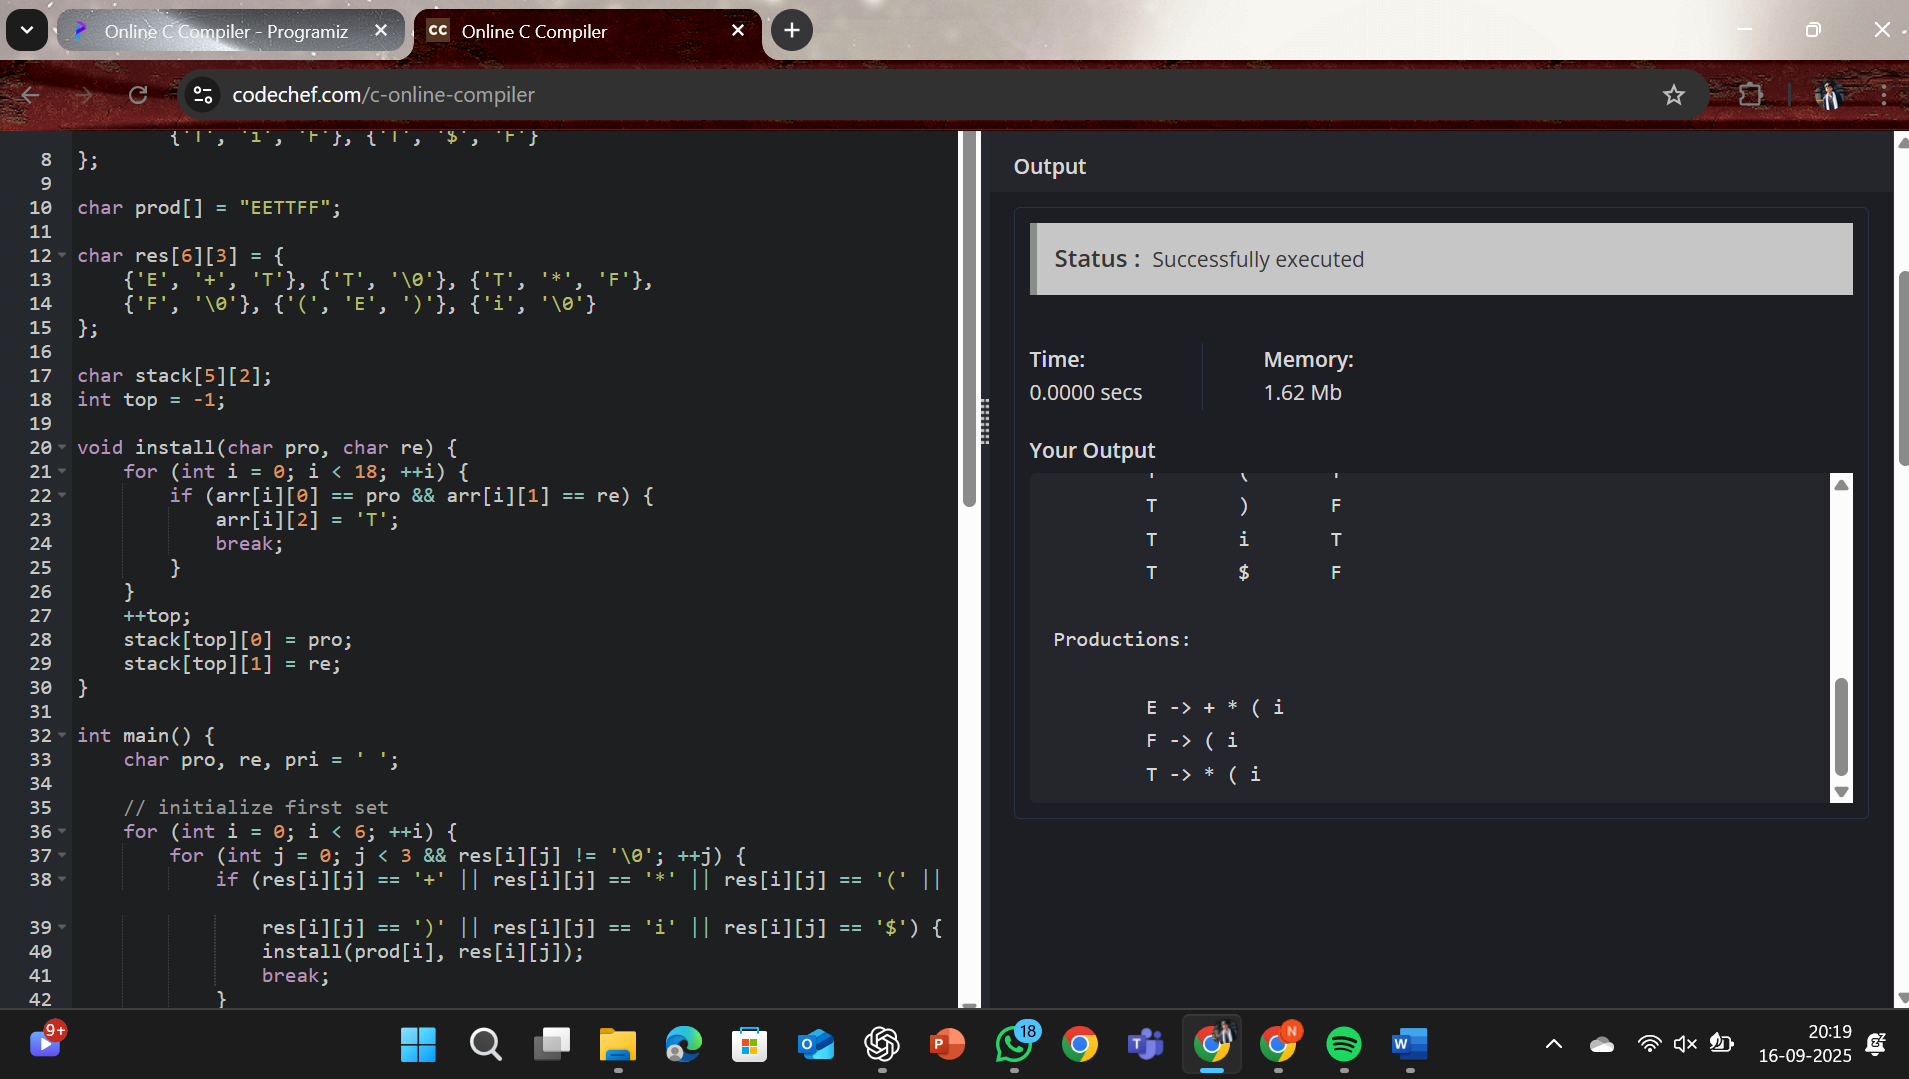 Online C Compiler - Programiz
CC Online C Compiler
codechef.com/c-online-compiler
{'T', 'i', 'F'}, {'T', '$', 'F'}
8 };
9
10 char prod[] = "EETTFF";
11
12 char res[6][3] = {
13 {'E', '+', 'T'}, {'T', '\0'}, {'T', '*', 'F'},
14 {'F', '\0'}, {'(', 'E', ')'}, {'i', '\0'}
15 };
16
17 char stack[5][2];
18 int top = -1;
19
20 void install(char pro, char re) {
21 for (int i = 0; i < 18; ++i) {
22 if (arr[i][0] == pro && arr[i][1] == re) {
23 arr[i][2] = 'T';
24 break;
25 }
26 }
27 ++top;
28 stack[top][0] = pro;
29 stack[top][1] = re;
30 }
31
32 int main() {
33 char pro, re, pri = ' ';
34
35 // initialize first set
36 for (int i = 0; i < 6; ++i) {
37 for (int j = 0; j < 3 && res[i][j] != '\0'; ++j) {
38 if (res[i][j] == '+' || res[i][j] == '*' || res[i][j] == '(' ||
39 res[i][j] == ')' || res[i][j] == 'i' || res[i][j] == '$') {
40 install(prod[i], res[i][j]);
41 break;
42 }
Output
Status : Successfully executed
Time: Memory:
0.0000 secs 1.62 Mb
Your Output
T ) F
T i T
T $ F
Productions:
E -> + * ( i
F -> ( i
T -> * ( i
9+
18
N
20:19
16-09-2025